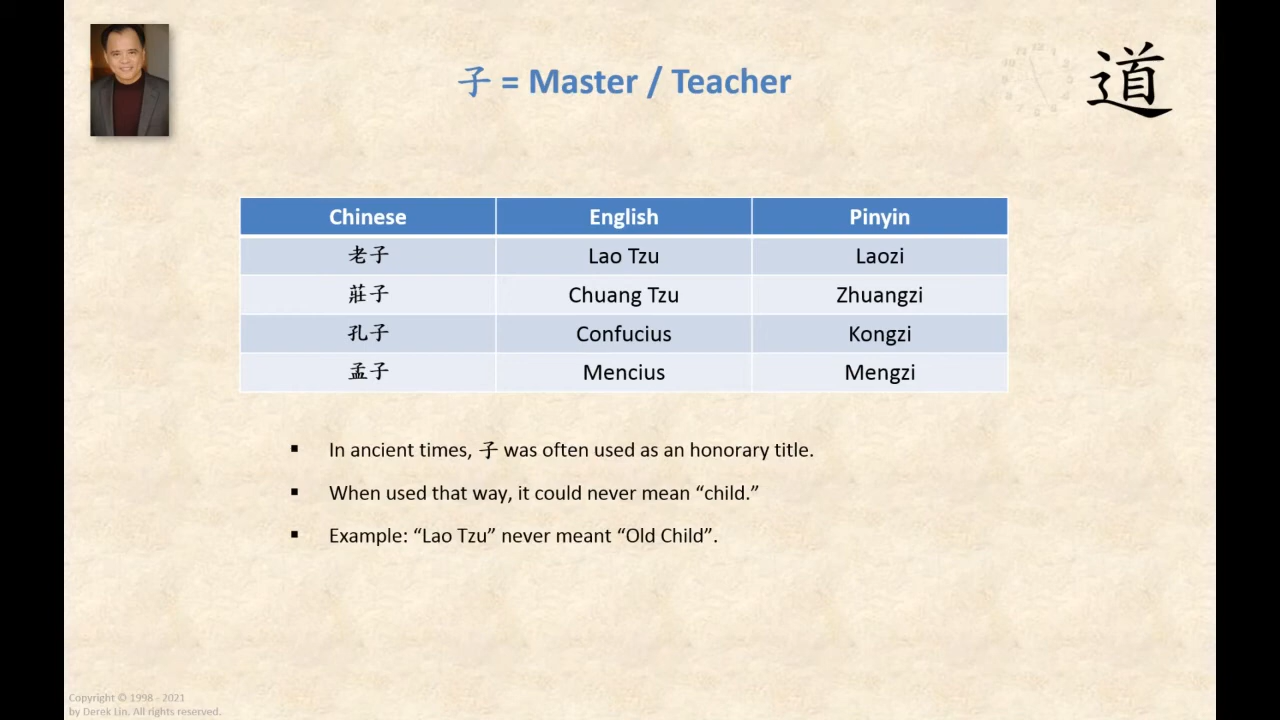 子 = Master / Teacher
道
Chinese English Pinyin
老子 Lao Tzu Laozi
莊子 Chuang Tzu Zhuangzi
孔子 Confucius Kongzi
孟子 Mencius Mengzi
▪ In ancient times, 子 was often used as an honorary title.
▪ When used that way, it could never mean “child.”
▪ Example: “Lao Tzu” never meant “Old Child”.
Copyright © 1998 - 2021
by Derek Lin. All rights reserved.